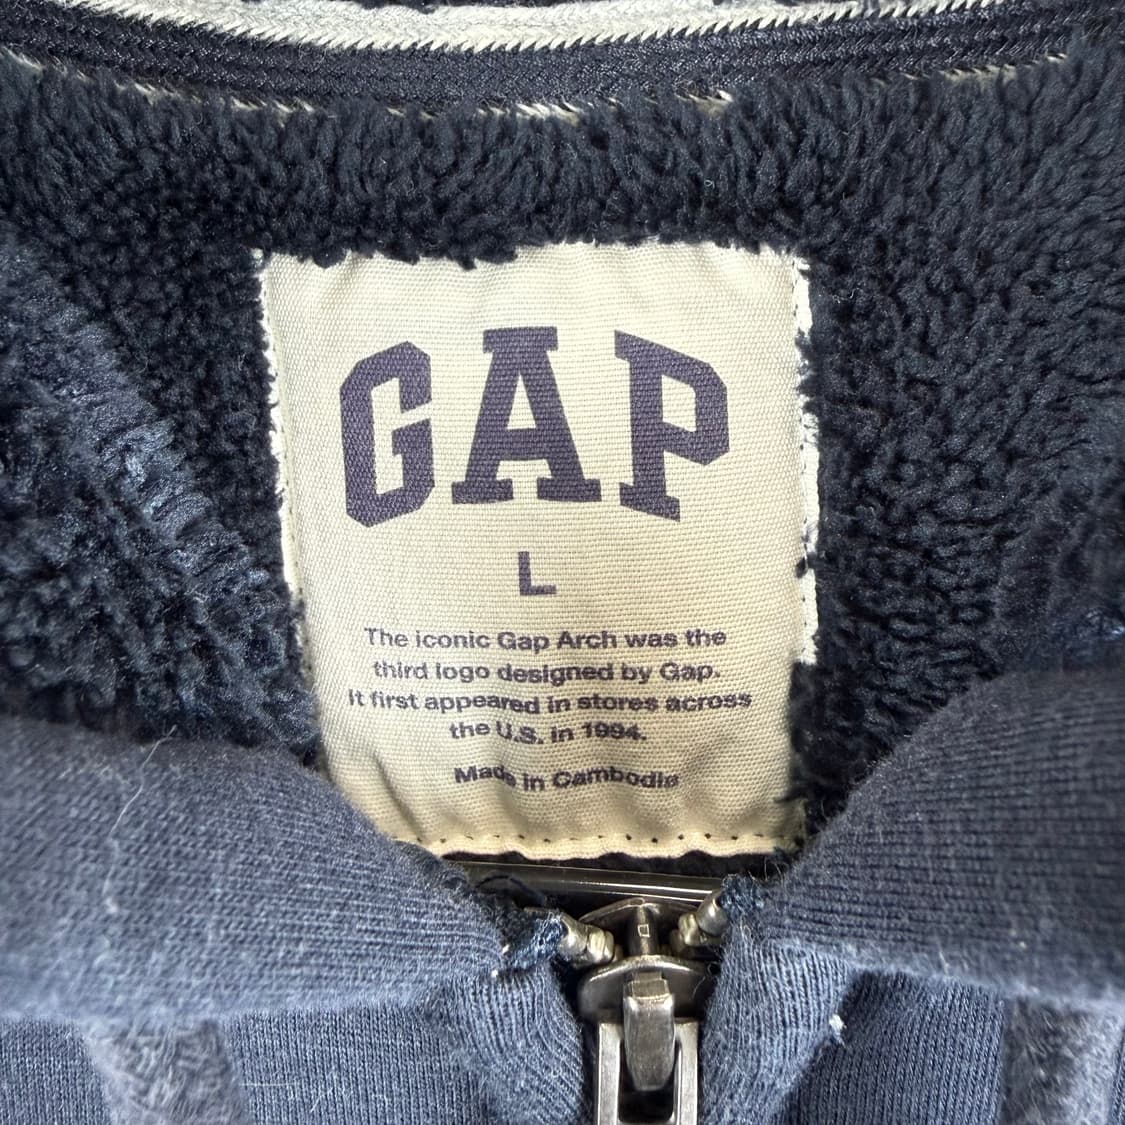 GAP
L
The iconic Gap Arch was the
third logo designed by Gap.
It first appeared in stores across
the U.S. in 1994.
Made in Cambodia